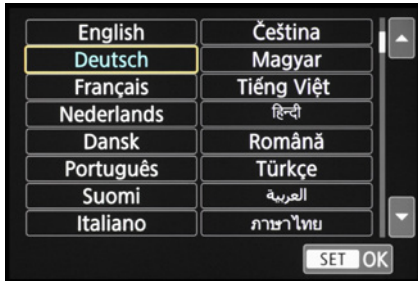 English
Čeština
Deutsch
Magyar
Français
Tiếng Việt
Nederlands
हिन्दी
Dansk
Română
Português
Türkçe
Suomi
العربية
Italiano
ภาษาไทย
SET OK